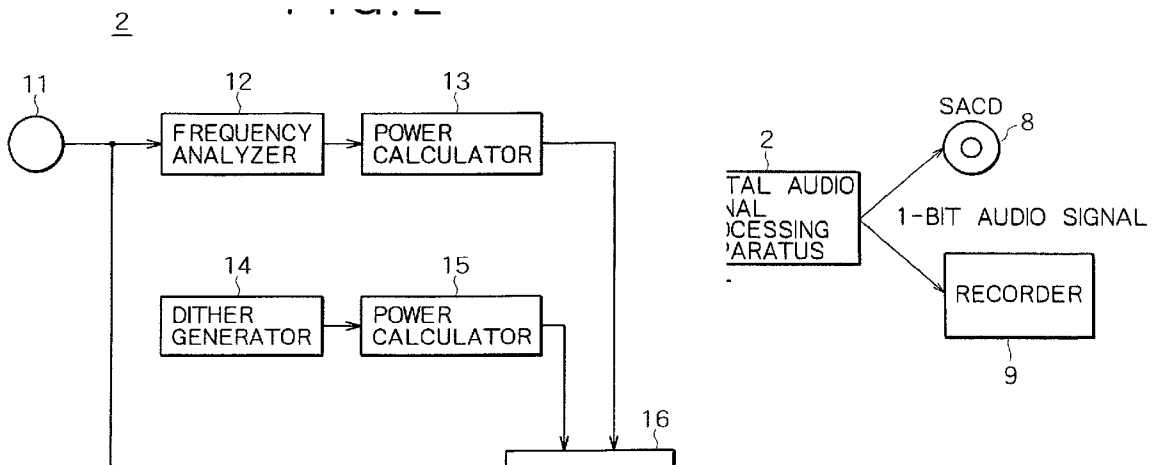 2
11
12
13
FREQUENCY
ANALYZER
POWER
CALCULATOR
14
15
DITHER
GENERATOR
POWER
CALCULATOR
16
SACD
8
2
AUDIO
1-BIT AUDIO SIGNAL
RECORDER
9